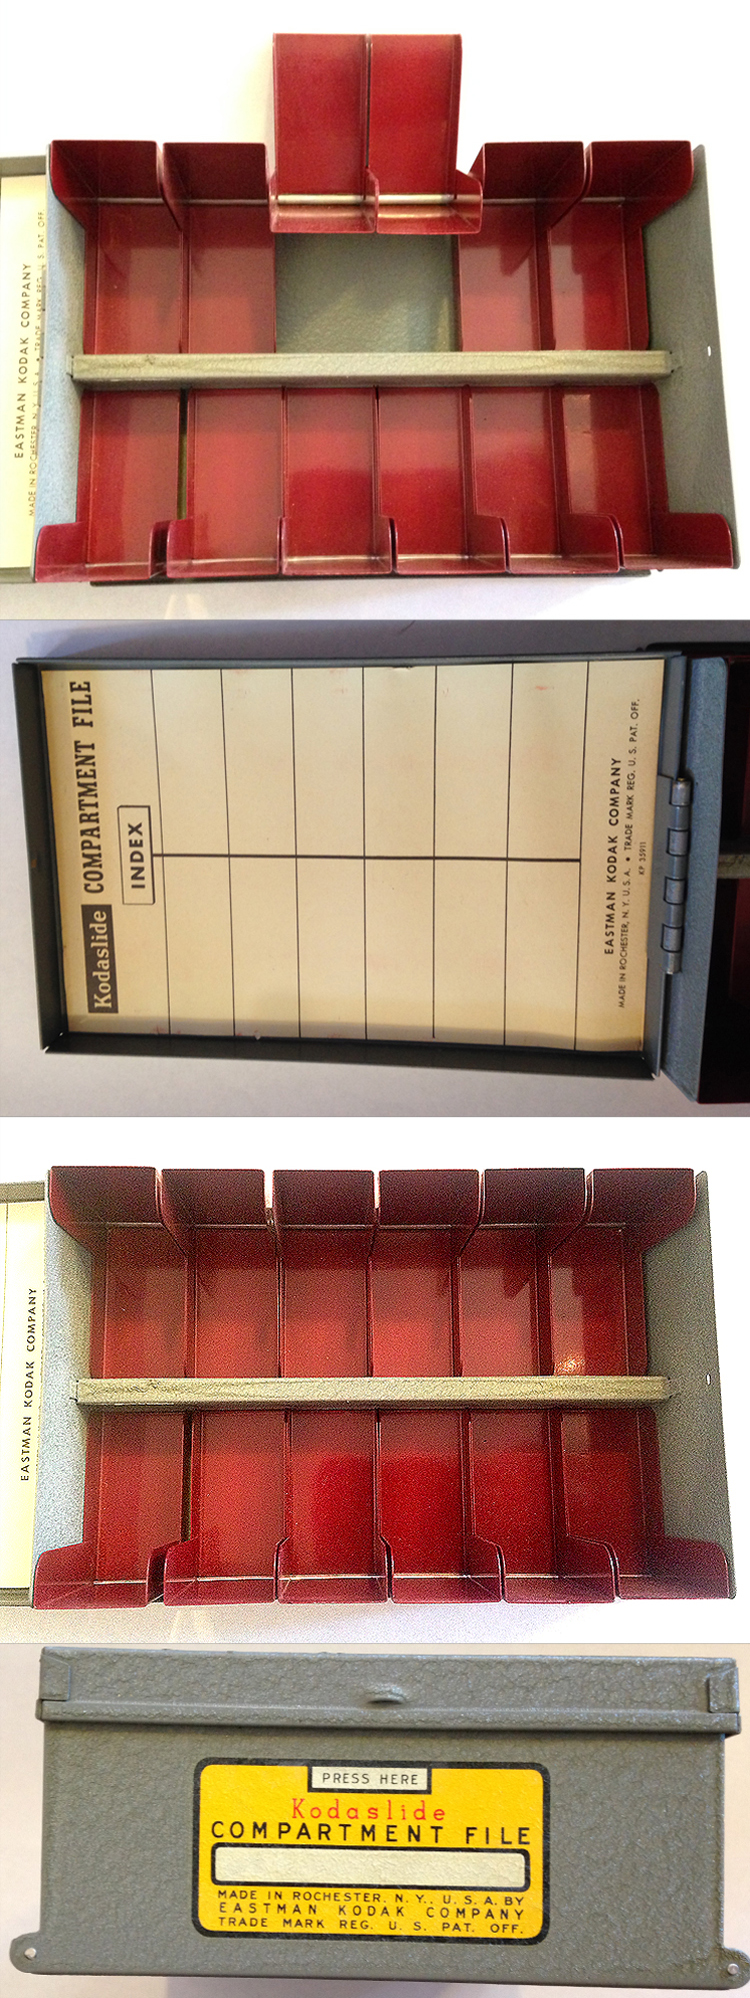 EASTMAN KODAK COMPANY
MADE IN ROCHESTER, N. Y. U. S. A. • TRADE MARK REG. U. S. PAT. OFF.
Kodaslide COMPARTMENT FILE
INDEX
EASTMAN KODAK COMPANY
MADE IN ROCHESTER, N. Y. U. S. A. • TRADE MARK REG. U. S. PAT. OFF.
KP 35911
EASTMAN KODAK COMPANY
PRESS HERE
Kodaslide
COMPARTMENT FILE
MADE IN ROCHESTER, N. Y., U. S. A. BY
EASTMAN KODAK COMPANY
TRADE MARK REG. U. S. PAT. OFF.